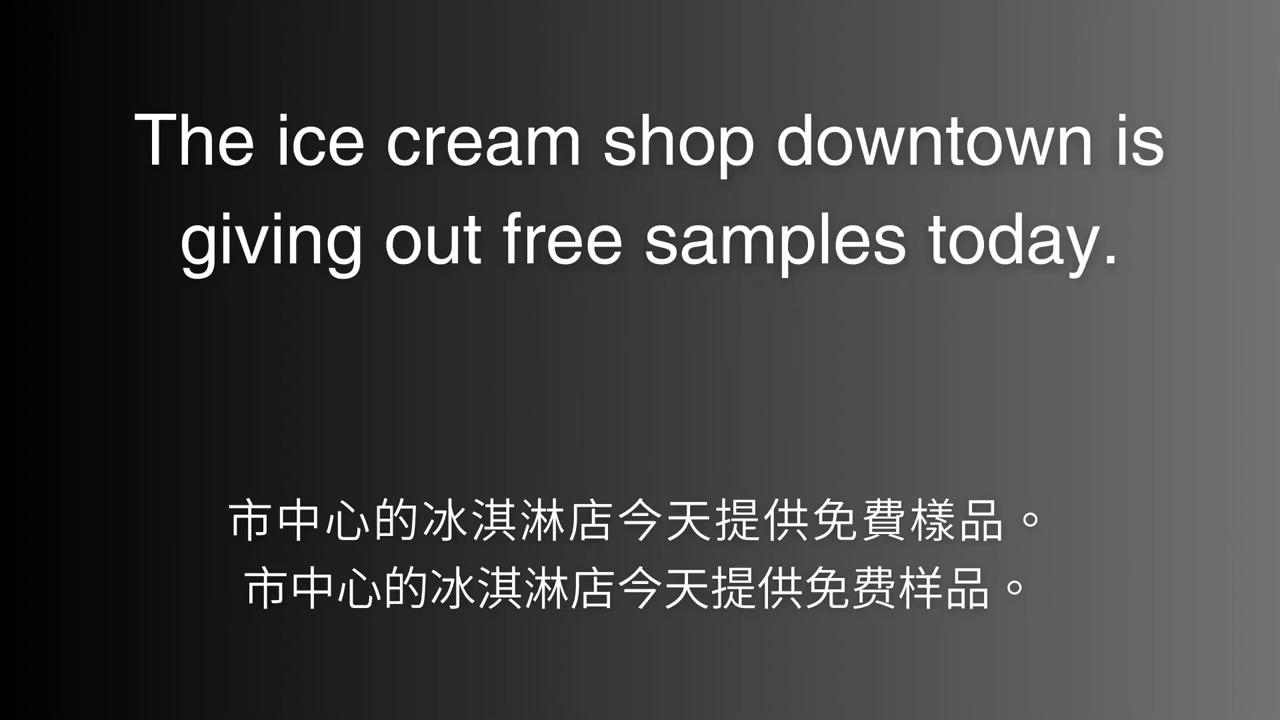 The ice cream shop downtown is
giving out free samples today.
市中心的冰淇淋店今天提供免費樣品。
市中心的冰淇淋店今天提供免费样品。